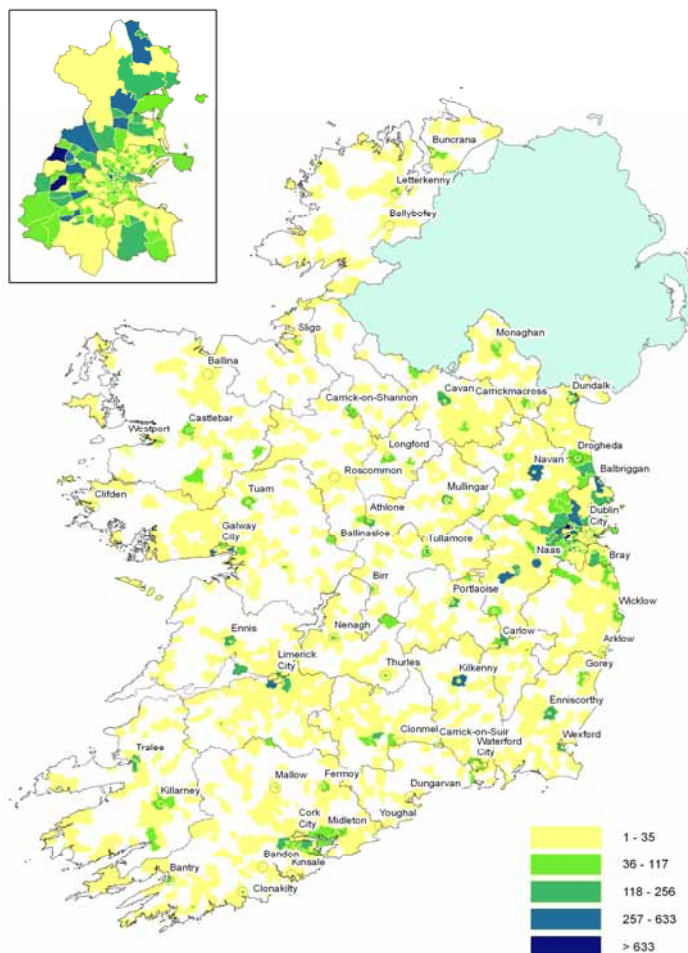 Buncrana
Letterkenny
Ballybofey
Sligo
Monaghan
Ballina
Cavan
Carrickmacross
Dundalk
Carrick-on-Shannon
Castlebar
Westport
Longford
Drogheda
Navan
Balbriggan
Roscommon
Mullingar
Clifden
Tuam
Athlone
Dublin
City
Galway
City
Ballinasloe
Tullamore
Naas
Bray
Birr
Portlaoise
Wicklow
Ennis
Nenagh
Carlow
Arklow
Limerick
City
Thurles
Kilkenny
Gorey
Enniscorthy
Clonmel
Carrick-on-Suir
Wexford
Tralee
Waterford
City
Mallow
Fermoy
Dungarvan
Killarney
Youghal
Cork
City
Midleton
Bandon
Kinsale
Bantry
Clonakilty
1 - 35
36 - 117
118 - 256
257 - 633
> 633